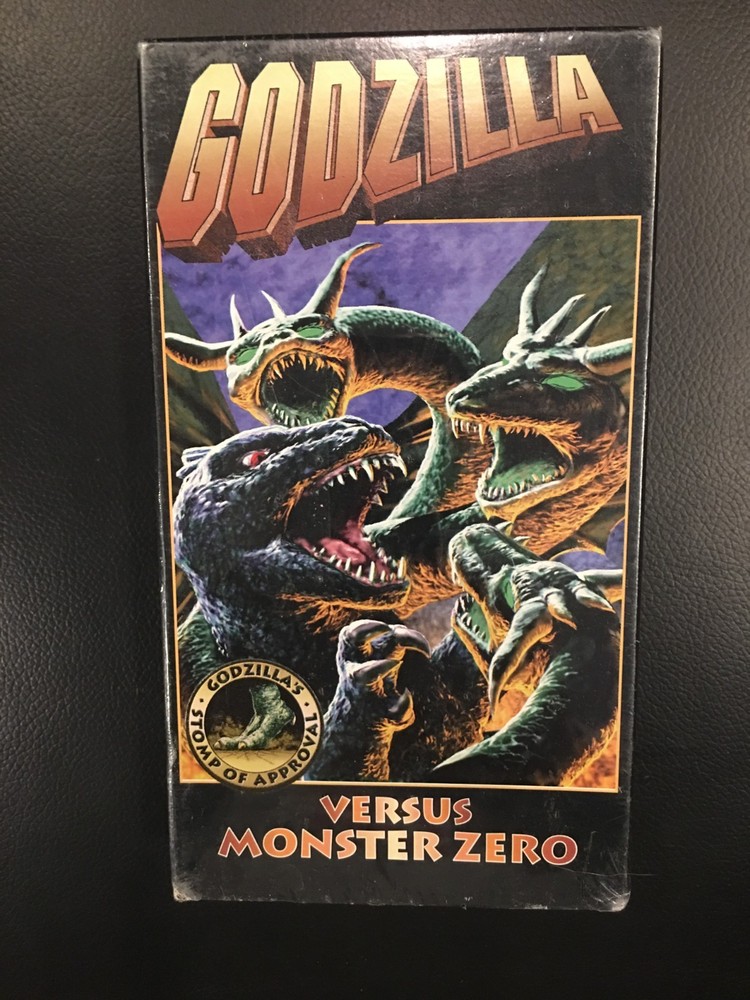 GODZILLA
GODZILLA'S
STOMP OF APPROVAL
VERSUS
MONSTER ZERO